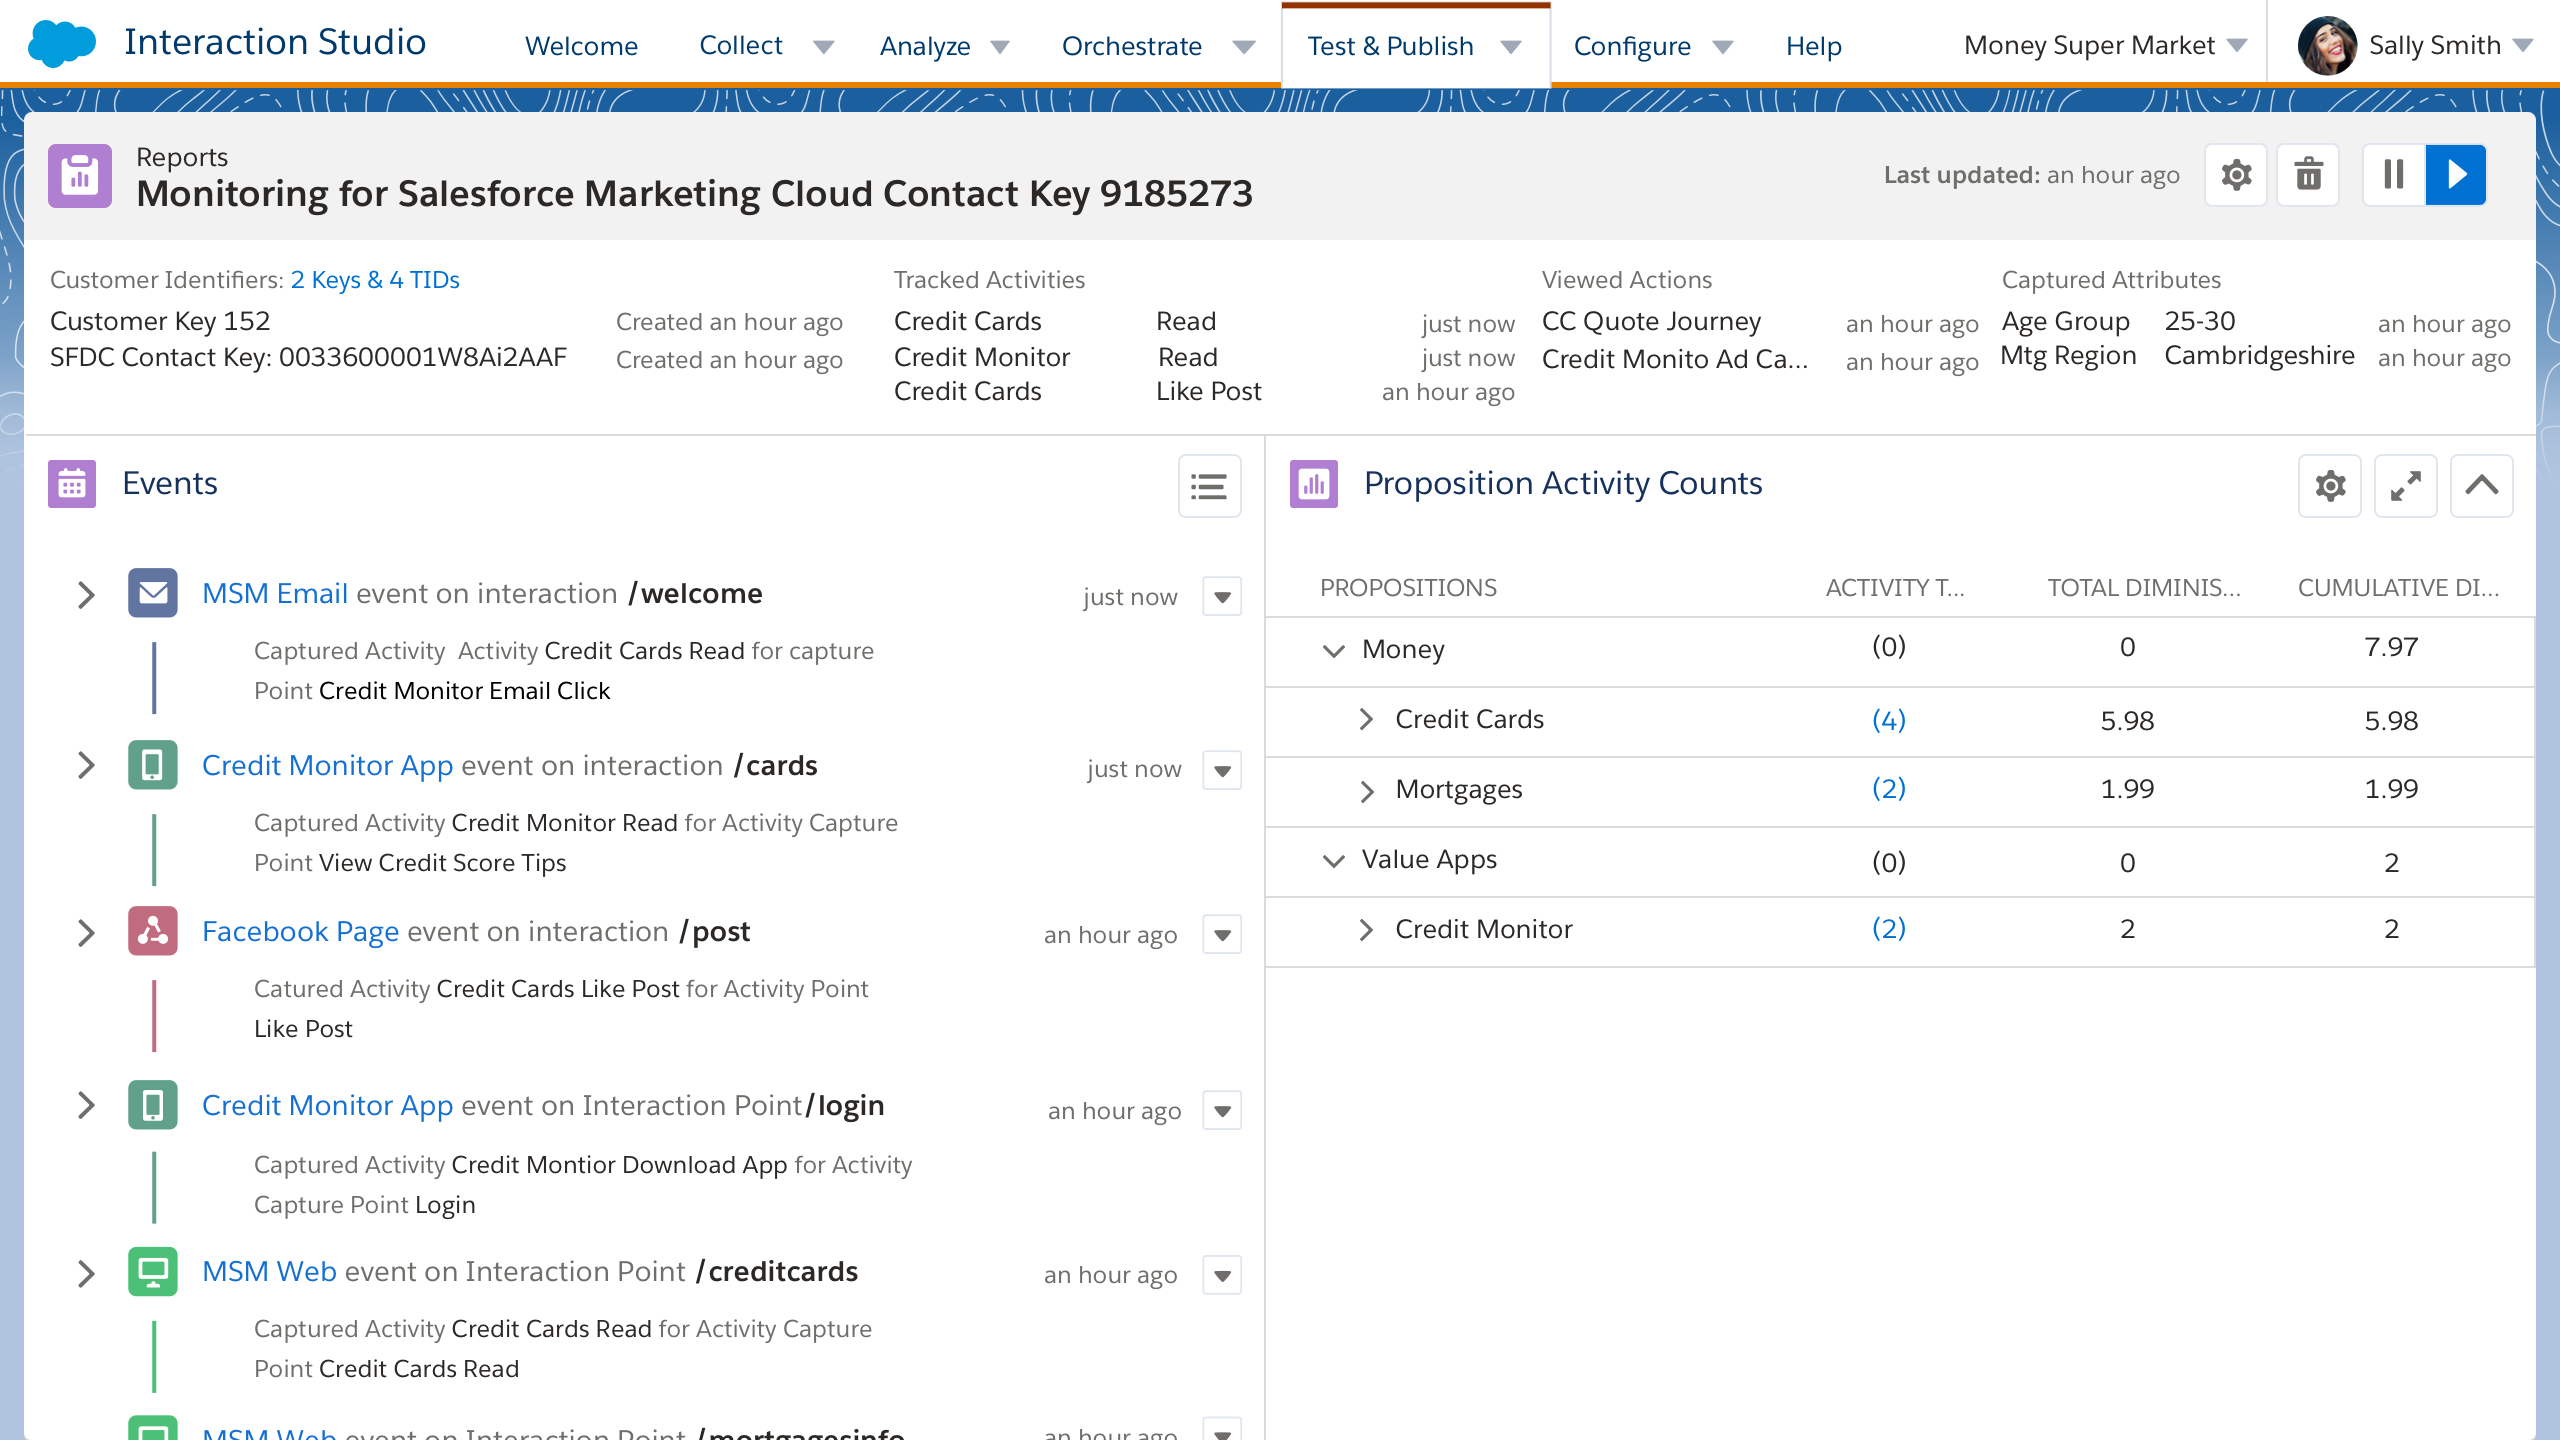 Interaction Studio
Welcome
Collect
Analyze
Orchestrate
Test & Publish
Configure
Help
Money Super Market
Sally Smith
Reports
Monitoring for Salesforce Marketing Cloud Contact Key 9185273
Last updated: an hour ago
Customer Identifiers: 2 Keys & 4 TIDs
Customer Key 152 Created an hour ago
SFDC Contact Key: 0033600001W8Ai2AAF Created an hour ago
Tracked Activities
Credit Cards Read just now
Credit Monitor Read just now
Credit Cards Like Post an hour ago
Viewed Actions
CC Quote Journey an hour ago
Credit Monito Ad Ca... an hour ago
Captured Attributes
Age Group 25-30 an hour ago
Mtg Region Cambridgeshire an hour ago
Events
MSM Email event on interaction /welcome just now
Captured Activity Activity Credit Cards Read for capture
Point Credit Monitor Email Click
Credit Monitor App event on interaction /cards just now
Captured Activity Credit Monitor Read for Activity Capture
Point View Credit Score Tips
Facebook Page event on interaction /post an hour ago
Catured Activity Credit Cards Like Post for Activity Point
Like Post
Credit Monitor App event on Interaction Point/login an hour ago
Captured Activity Credit Montior Download App for Activity
Capture Point Login
MSM Web event on Interaction Point /creditcards an hour ago
Captured Activity Credit Cards Read for Activity Capture
Point Credit Cards Read
MSM Web event on Interaction Point /mortgagesinfo an hour ago
Proposition Activity Counts
PROPOSITIONS ACTIVITY T... TOTAL DIMINIS... CUMULATIVE DI...
Money (0) 0 7.97
Credit Cards (4) 5.98 5.98
Mortgages (2) 1.99 1.99
Value Apps (0) 0 2
Credit Monitor (2) 2 2